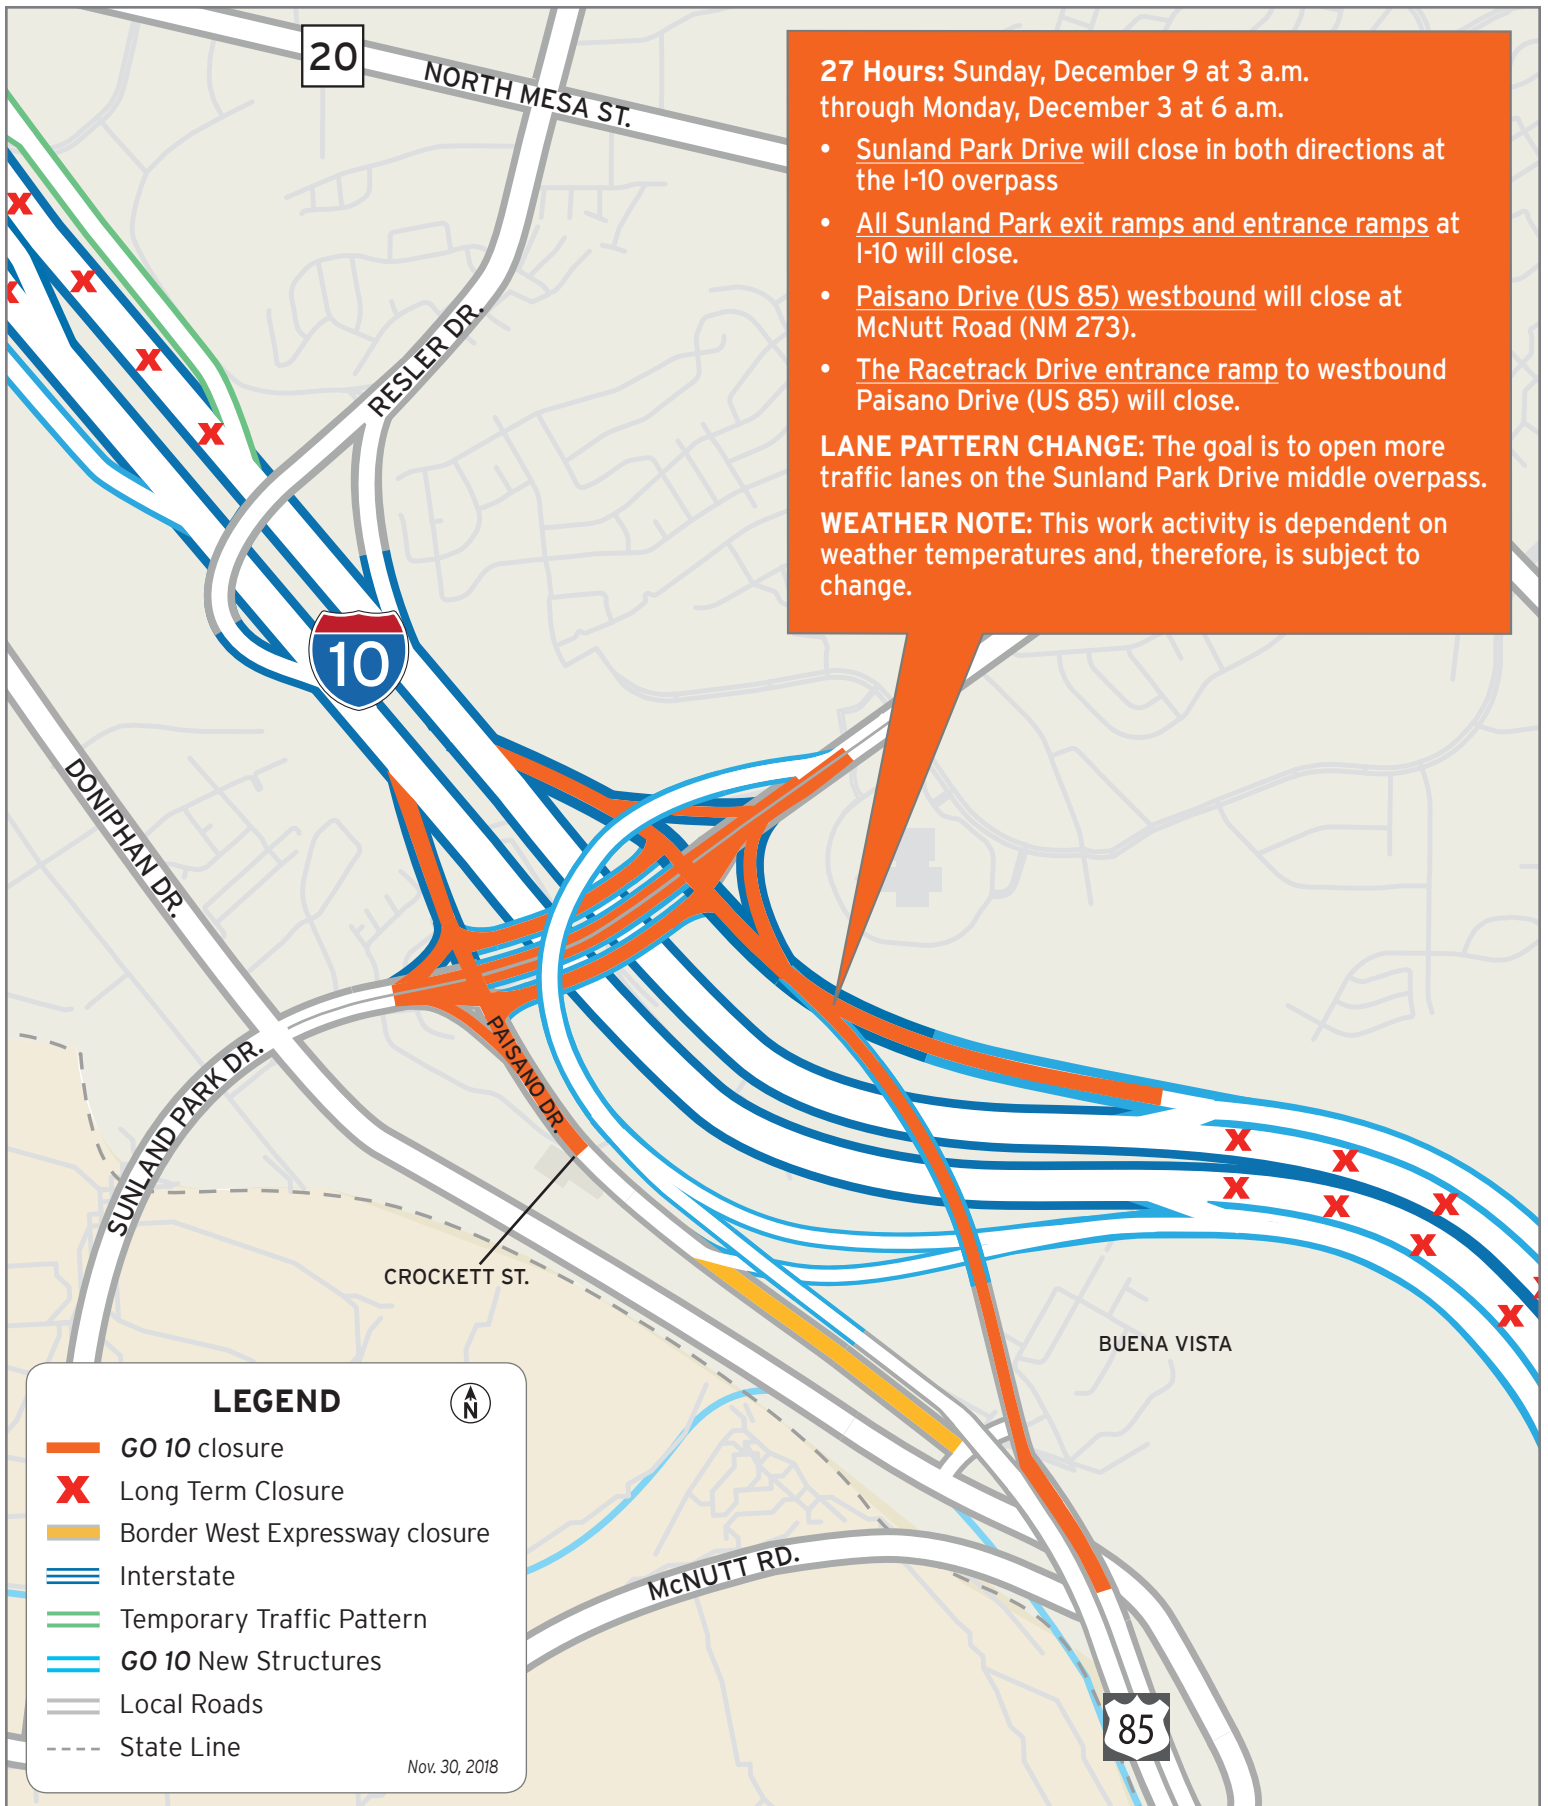 20
NORTH MESA ST.
27 Hours: Sunday, December 9 at 3 a.m.
through Monday, December 3 at 6 a.m.
• Sunland Park Drive will close in both directions at
the I-10 overpass
• All Sunland Park exit ramps and entrance ramps at
I-10 will close.
• Paisano Drive (US 85) westbound will close at
McNutt Road (NM 273).
• The Racetrack Drive entrance ramp to westbound
Paisano Drive (US 85) will close.
LANE PATTERN CHANGE: The goal is to open more
traffic lanes on the Sunland Park Drive middle overpass.
WEATHER NOTE: This work activity is dependent on
weather temperatures and, therefore, is subject to
change.
RESLER DR.
10
DONIPHAN DR.
PAISANO DR.
SUNLAND PARK DR.
CROCKETT ST.
BUENA VISTA
McNUTT RD.
85
LEGEND
N
GO 10 closure
X Long Term Closure
Border West Expressway closure
Interstate
Temporary Traffic Pattern
GO 10 New Structures
Local Roads
State Line
Nov. 30, 2018